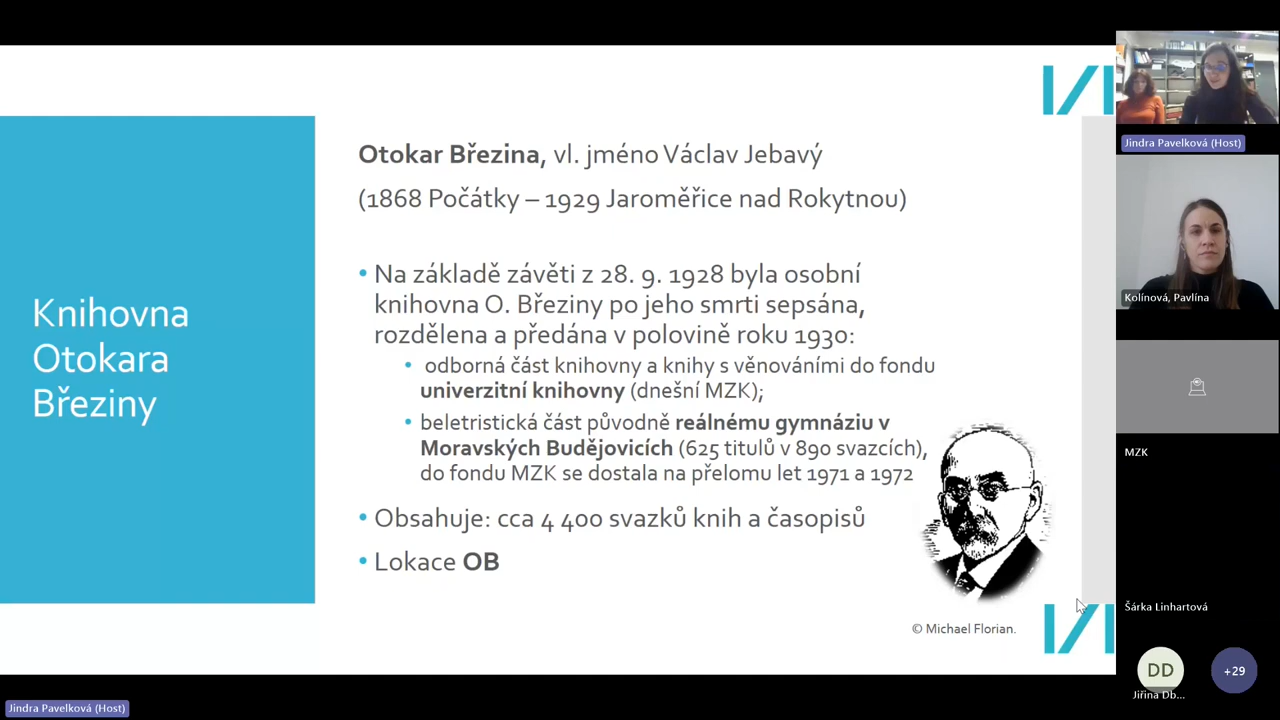 Knihovna
Otokara
Březiny
Otokar Březina, vl. jméno Václav Jebavý
(1868 Počátky – 1929 Jaroměřice nad Rokytnou)
• Na základě závěti z 28. 9. 1928 byla osobní
knihovna O. Březiny po jeho smrti sepsána,
rozdělena a předána v polovině roku 1930:
• odborná část knihovny a knihy s věnováními do fondu
univerzitní knihovny (dnešní MZK);
• beletristická část původně reálnému gymnáziu v
Moravských Budějovicích (625 titulů v 890 svazcích),
do fondu MZK se dostala na přelomu let 1971 a 1972
• Obsahuje: cca 4 400 svazků knih a časopisů
• Lokace OB
© Michael Florian.
Jindra Pavelková (Host)
Kolínová, Pavlína
MZK
Šárka Linhartová
DD
Jiřina Db...
+29
Jindra Pavelková (Host)